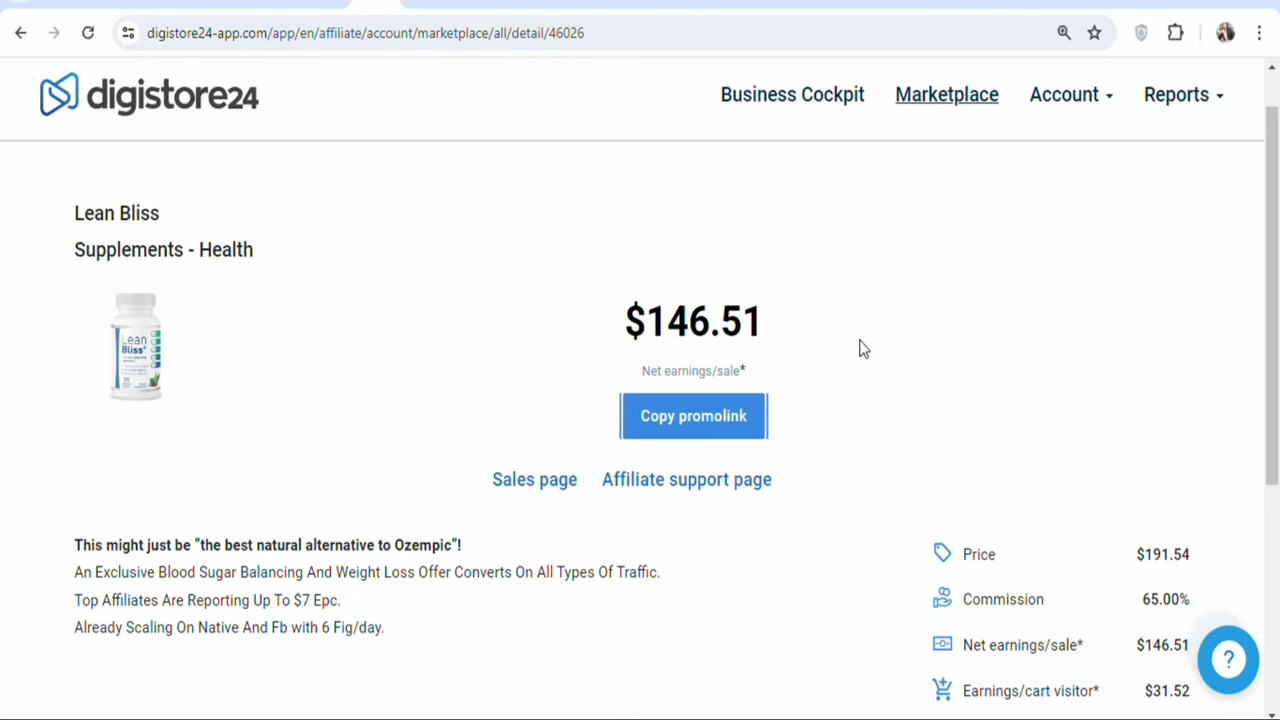 digistore24-app.com/app/en/affiliate/account/marketplace/all/detail/46026
digistore24
Business Cockpit
Marketplace
Account
Reports
Lean Bliss
Supplements - Health
Lean
Bliss
$146.51
Net earnings/sale*
Copy promolink
Sales page
Affiliate support page
This might just be "the best natural alternative to Ozempic"!
An Exclusive Blood Sugar Balancing And Weight Loss Offer Converts On All Types Of Traffic.
Top Affiliates Are Reporting Up To $7 Epc.
Already Scaling On Native And Fb with 6 Fig/day.
Price $191.54
Commission 65.00%
Net earnings/sale* $146.51
Earnings/cart visitor* $31.52
?